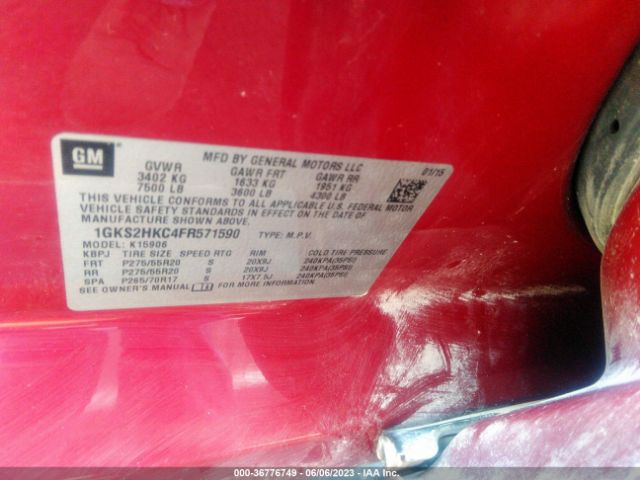 GM
MFD BY GENERAL MOTORS LLC
01/15
GVWR GAWR FRT GAWR RR
3402 KG 1633 KG 1951 KG
7500 LB 3600 LB 4300 LB
THIS VEHICLE CONFORMS TO ALL APPLICABLE U.S. FEDERAL MOTOR
VEHICLE SAFETY STANDARDS IN EFFECT ON THE DATE OF
MANUFACTURE SHOWN ABOVE.
1GKS2HKC4FR571590 TYPE: M.P.V.
MODEL: K15906
KBPJ TIRE SIZE SPEED RTG RIM COLD TIRE PRESSURE
FRT P275/55R20 S 20X9J 240KPA(35PSI)
RR P275/55R20 S 20X9J 240KPA(35PSI)
SPA P265/70R17 S 17X7.5J 240KPA(35PSI)
SEE OWNER'S MANUAL FOR MORE INFORMATION
000-36776749 - 06/06/2023 - IAA Inc.